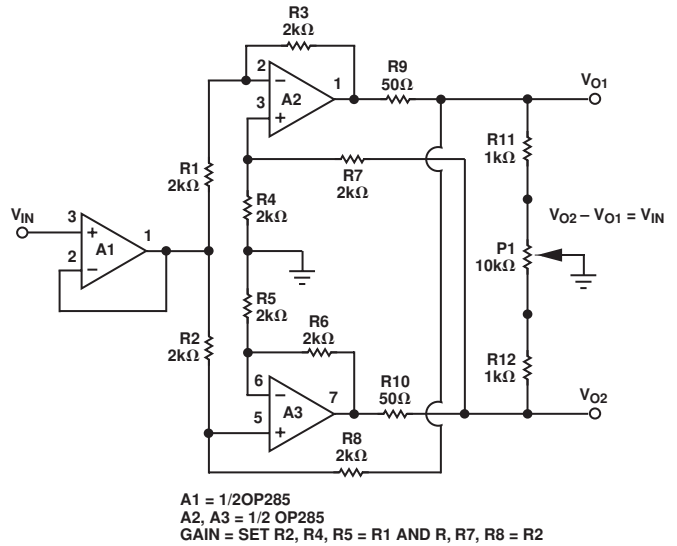 R3
2kΩ
2
−
1
A2
3
+
R9
50Ω
VO1
R1
2kΩ
R7
2kΩ
R11
1kΩ
R4
2kΩ
VIN
3
+
A1
1
2
−
VO2 – VO1 = VIN
P1
10kΩ
R5
2kΩ
R2
2kΩ
R6
2kΩ
R12
1kΩ
6
−
7
A3
5
+
R10
50Ω
VO2
R8
2kΩ
A1 = 1/2OP285
A2, A3 = 1/2 OP285
GAIN = SET R2, R4, R5 = R1 AND R, R7, R8 = R2